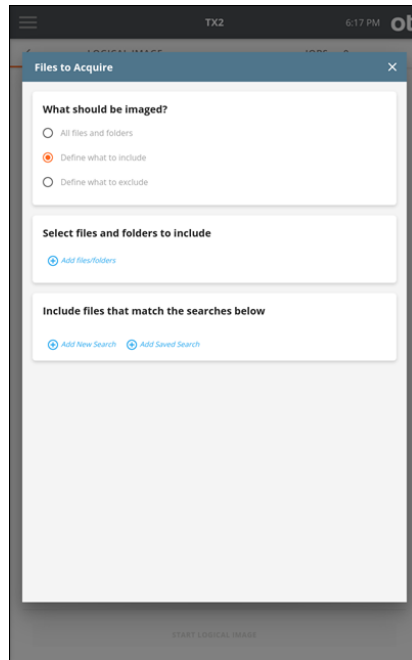 TX2
6:17 PM
LOGICAL IMAGE
Files to Acquire
What should be imaged?
All files and folders
Define what to include
Define what to exclude
Select files and folders to include
Add files/folders
Include files that match the searches below
Add New Search Add Saved Search
START LOGICAL IMAGE